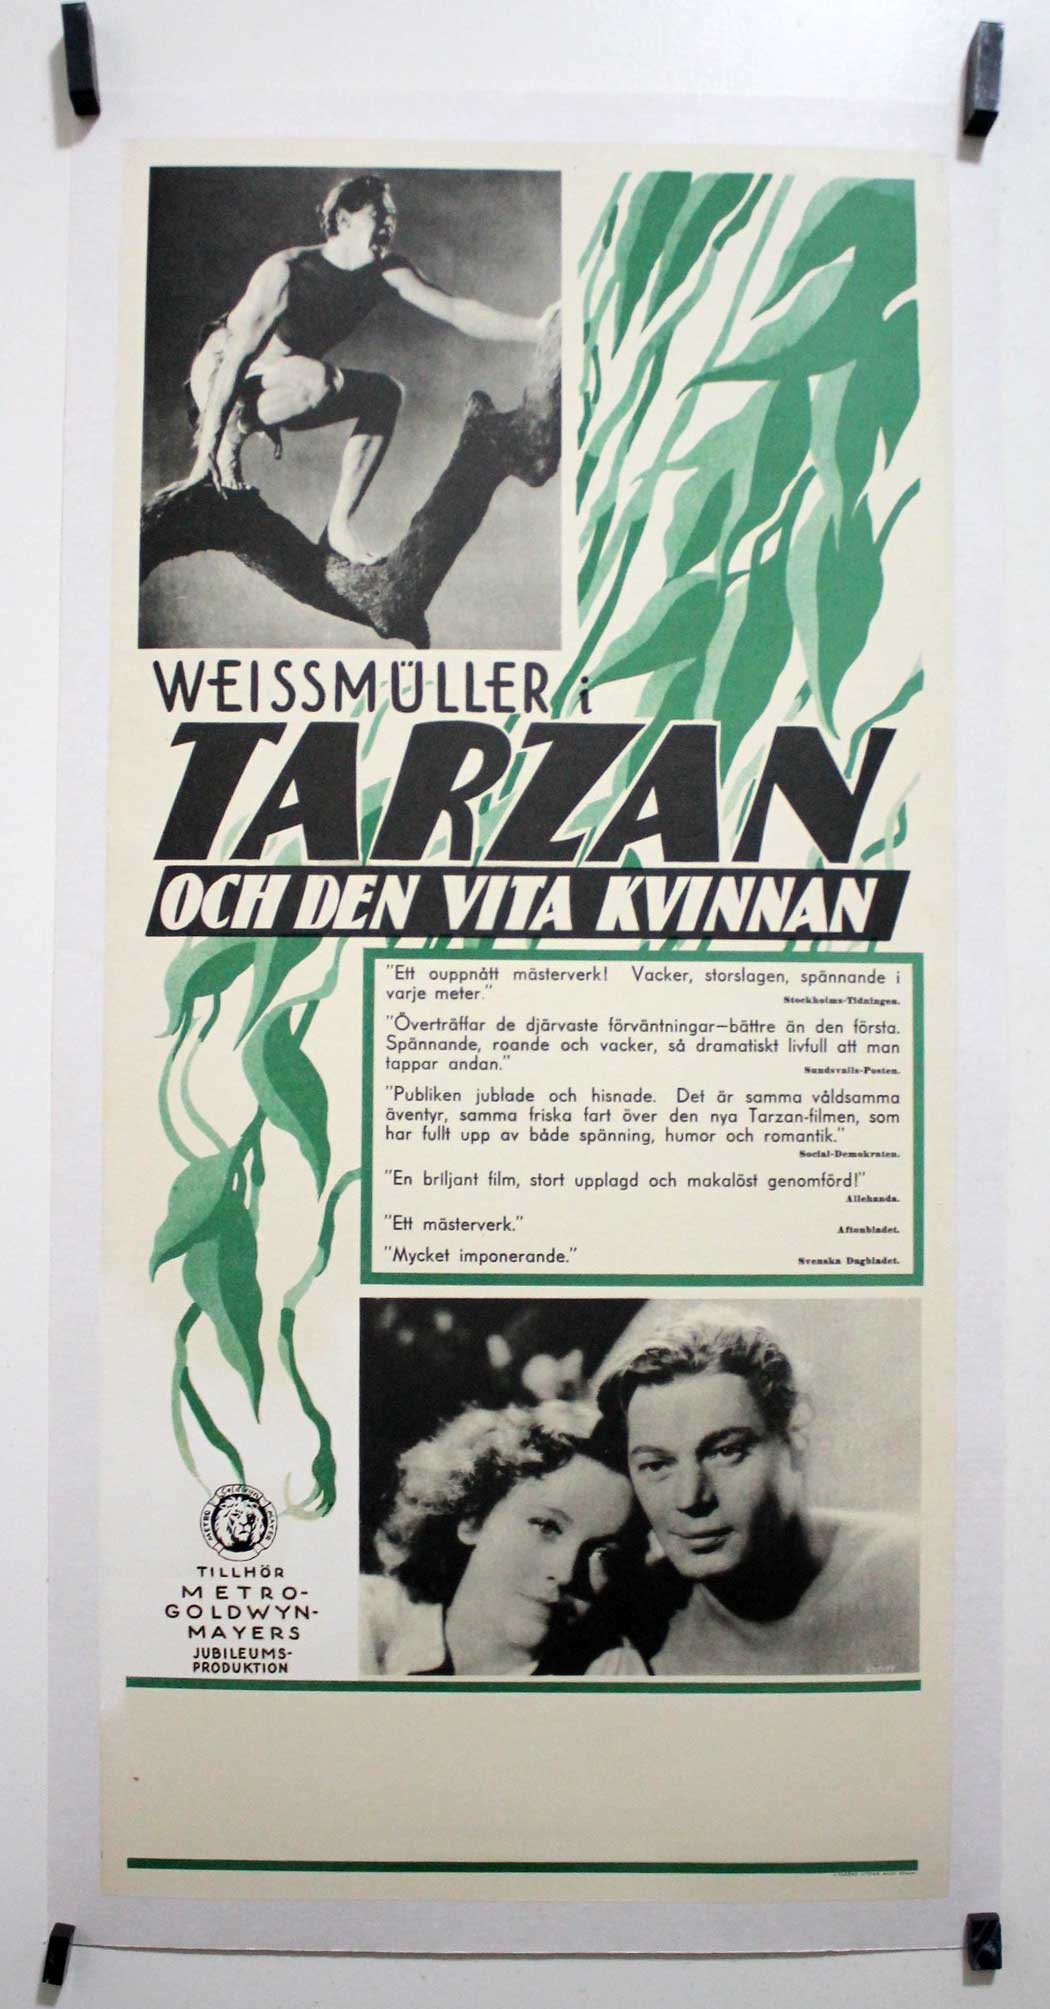 WEISSMÜLLER i
TARZAN
OCH DEN VITA KVINNAN
"Ett ouppnått mästerverk! Vacker, storslagen, spännande i
varje meter."
Stockholms-Tidningen.
"Överträffar de djärvaste förväntningar—bättre än den första.
Spännande, roande och vacker, så dramatiskt livfull att man
tappar andan."
Sundsvalls-Posten.
"Publiken jublade och hisnade. Det är samma våldsamma
äventyr, samma friska fart över den nya Tarzan-filmen, som
har fullt upp av både spänning, humor och romantik."
Social-Demokraten.
"En briljant film, stort upplagd och makalöst genomförd!"
Allehanda.
"Ett mästerverk."
Aftonbladet.
"Mycket imponerande."
Svenska Dagbladet.
METRO Goldwyn MAYER
TILLHÖR
METRO-
GOLDWYN-
MAYERS
JUBILEUMS-
PRODUKTION